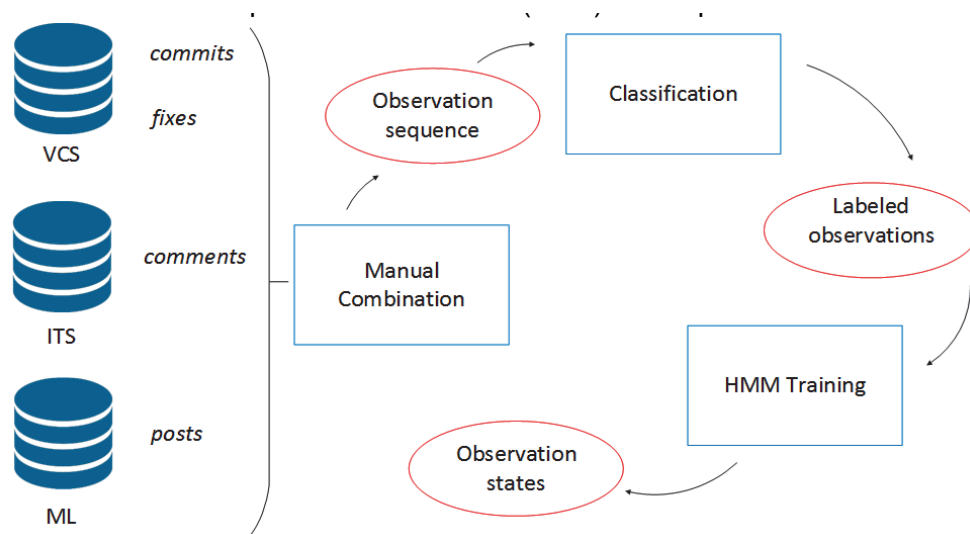 commits
fixes
VCS
comments
ITS
posts
ML
Manual
Combination
Observation
sequence
Classification
Labeled
observations
HMM Training
Observation
states